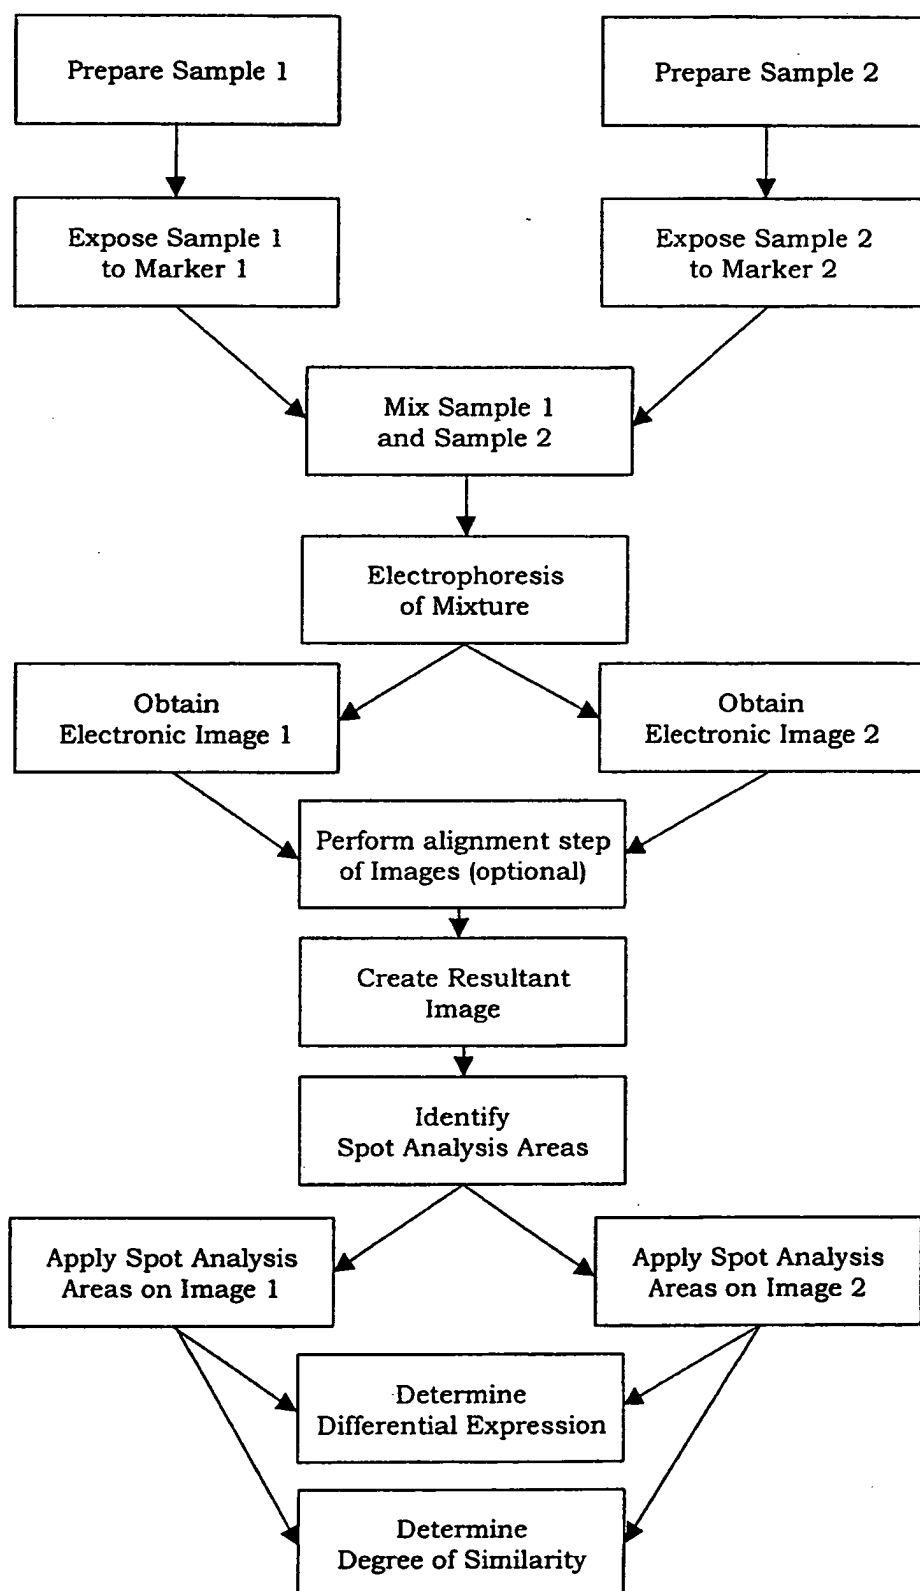 Prepare Sample 1
Prepare Sample 2
Expose Sample 1
to Marker 1
Expose Sample 2
to Marker 2
Mix Sample 1
and Sample 2
Electrophoresis
of Mixture
Obtain
Electronic Image 1
Obtain
Electronic Image 2
Perform alignment step
of Images (optional)
Create Resultant
Image
Identify
Spot Analysis Areas
Apply Spot Analysis
Areas on Image 1
Apply Spot Analysis
Areas on Image 2
Determine
Differential Expression
Determine
Degree of Similarity